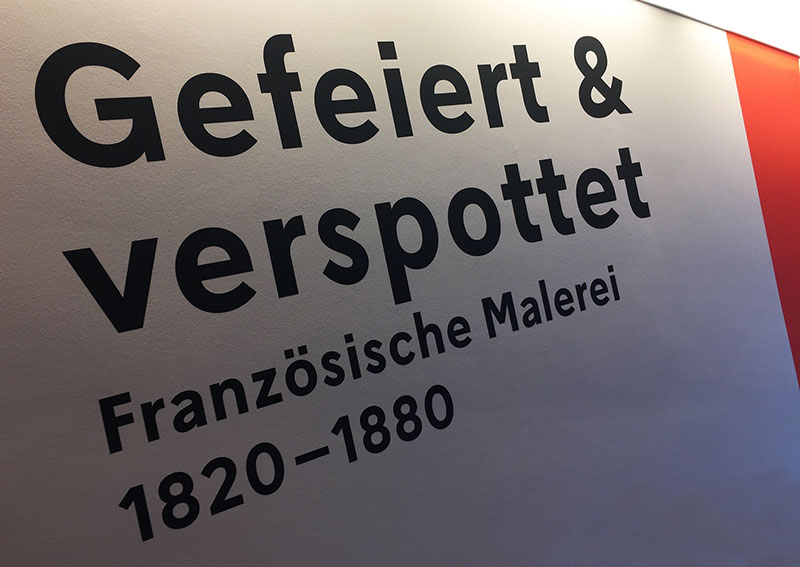 Gefeiert &
verspottet
Französische Malerei
1820–1880